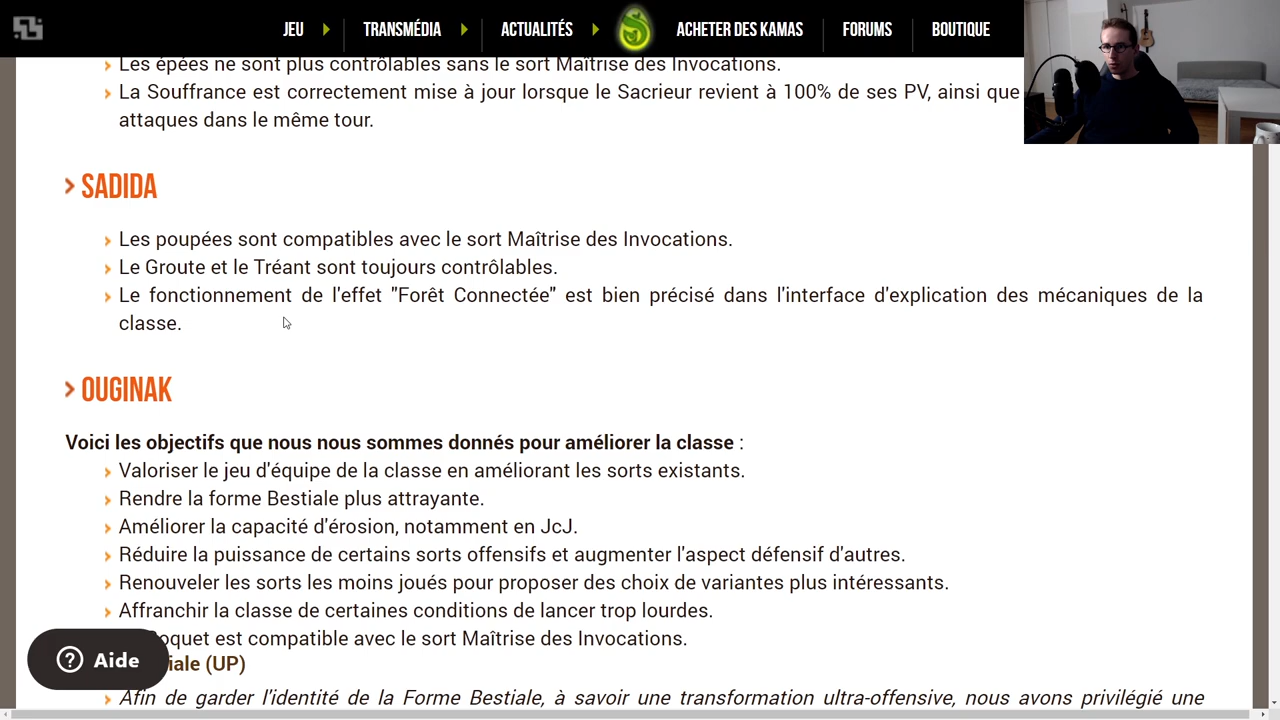 JEU TRANSMÉDIA ACTUALITÉS ACHETER DES KAMAS FORUMS BOUTIQUE
Les épées ne sont plus contrôlables sans le sort Maîtrise des Invocations.
La Souffrance est correctement mise à jour lorsque le Sacrieur revient à 100% de ses PV, ainsi que
attaques dans le même tour.
SADIDA
Les poupées sont compatibles avec le sort Maîtrise des Invocations.
Le Groute et le Tréant sont toujours contrôlables.
Le fonctionnement de l'effet "Forêt Connectée" est bien précisé dans l'interface d'explication des mécaniques de la
classe.
OUGINAK
Voici les objectifs que nous nous sommes donnés pour améliorer la classe :
Valoriser le jeu d'équipe de la classe en améliorant les sorts existants.
Rendre la forme Bestiale plus attrayante.
Améliorer la capacité d'érosion, notamment en JcJ.
Réduire la puissance de certains sorts offensifs et augmenter l'aspect défensif d'autres.
Renouveler les sorts les moins joués pour proposer des choix de variantes plus intéressants.
Affranchir la classe de certaines conditions de lancer trop lourdes.
est compatible avec le sort Maîtrise des Invocations.
Aide
(UP)
Afin de garder l'identité de la Forme Bestiale, à savoir une transformation ultra-offensive, nous avons privilégié une